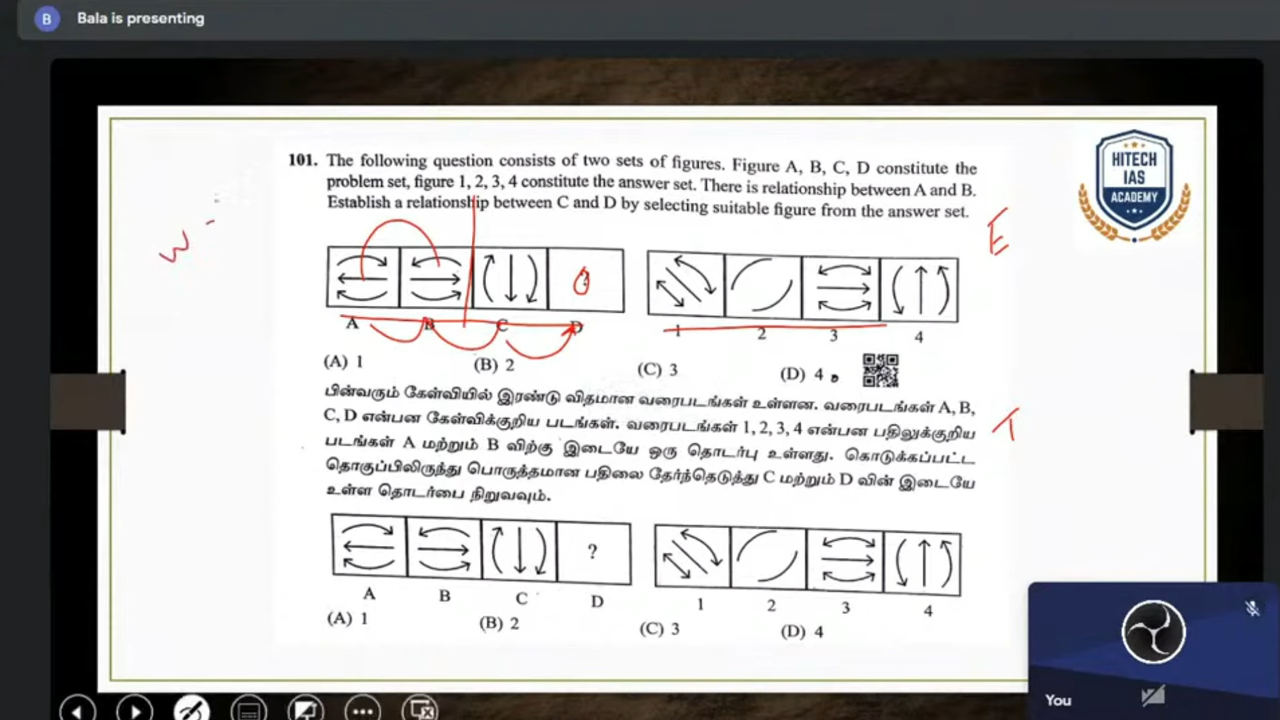 B
Bala is presenting
HITECH
IAS
ACADEMY
101. The following question consists of two sets of figures. Figure A, B, C, D constitute the
problem set, figure 1, 2, 3, 4 constitute the answer set. There is relationship between A and B.
Establish a relationship between C and D by selecting suitable figure from the answer set.
W
E
?
A B C D 1 2 3 4
(A) 1 (B) 2 (C) 3 (D) 4
பின்வரும் கேள்வியில் இரண்டு விதமான வரைபடங்கள் உள்ளன. வரைபடங்கள் A, B,
C, D என்பன கேள்விக்குறிய படங்கள். வரைபடங்கள் 1, 2, 3, 4 என்பன பதிலுக்குறிய
படங்கள் A மற்றும் B விற்கு இடையே ஒரு தொடர்பு உள்ளது. கொடுக்கப்பட்ட
தொகுப்பிலிருந்து பொருத்தமான பதிலை தேர்ந்தெடுத்து C மற்றும் D வின் இடையே
உள்ள தொடர்பை நிறுவவும்.
T
?
A B C D 1 2 3 4
(A) 1 (B) 2 (C) 3 (D) 4
You